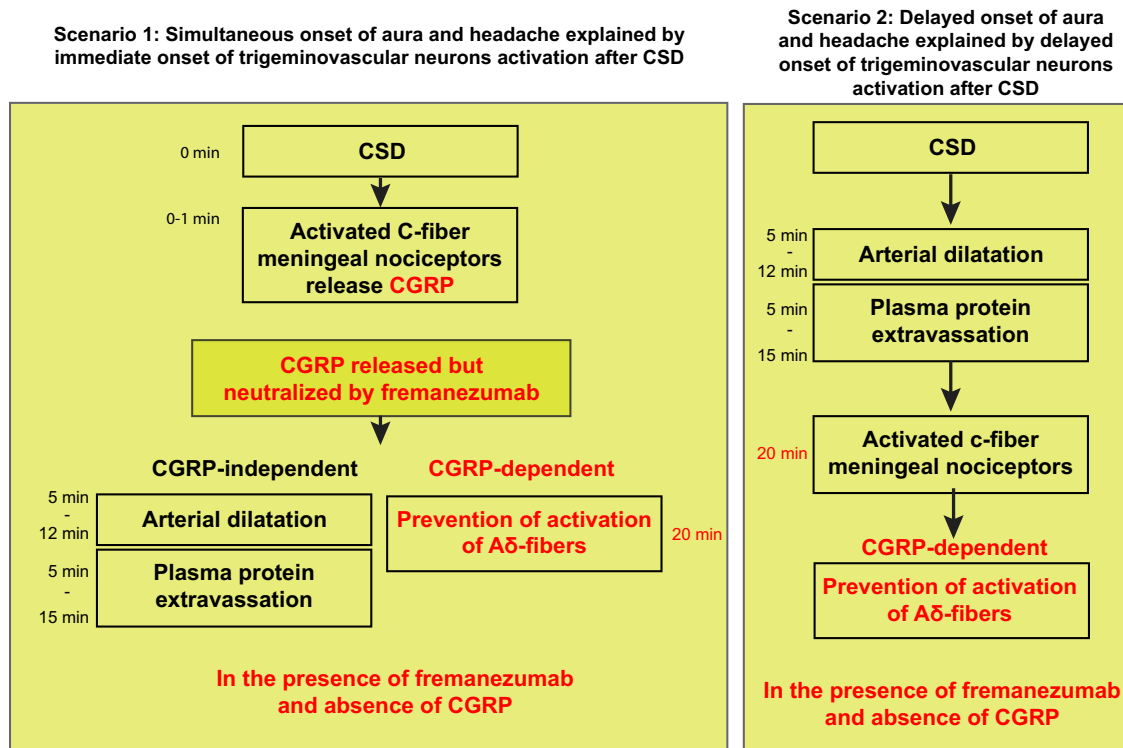 Scenario 1: Simultaneous onset of aura and headache explained by
immediate onset of trigeminovascular neurons activation after CSD
0 min
CSD
0-1 min
Activated C-fiber
meningeal nociceptors
release CGRP
CGRP released but
neutralized by fremanezumab
CGRP-independent
CGRP-dependent
5 min
-
12 min
Arterial dilatation
Prevention of activation
of Aδ-fibers
20 min
5 min
-
15 min
Plasma protein
extravassation
In the presence of fremanezumab
and absence of CGRP
Scenario 2: Delayed onset of aura
and headache explained by delayed
onset of trigeminovascular neurons
activation after CSD
CSD
5 min
-
12 min
Arterial dilatation
5 min
-
15 min
Plasma protein
extravassation
20 min
Activated c-fiber
meningeal nociceptors
CGRP-dependent
Prevention of activation
of Aδ-fibers
In the presence of fremanezumab
and absence of CGRP